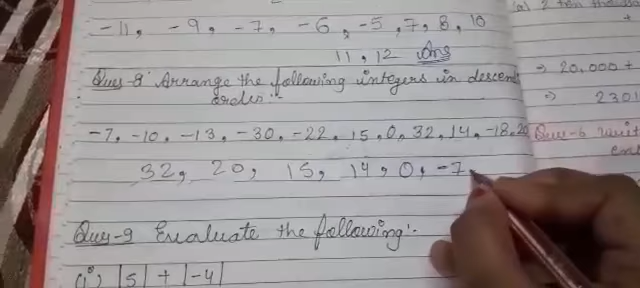 -11, -9, -7, -6, -5, 7, 8, 10
11, 12 Ans
Ques-8 Arrange the following integers in descend
order:-
-7, -10, -13, -30, -22, 15, 0, 32, 14, -18, 20
32, 20, 15, 14, 0, -7
Ques-9 Evaluate the following:-
(i) |5| + |-4|
⇒ 20,000 +
⇒ 2301
Ques-6 Writ